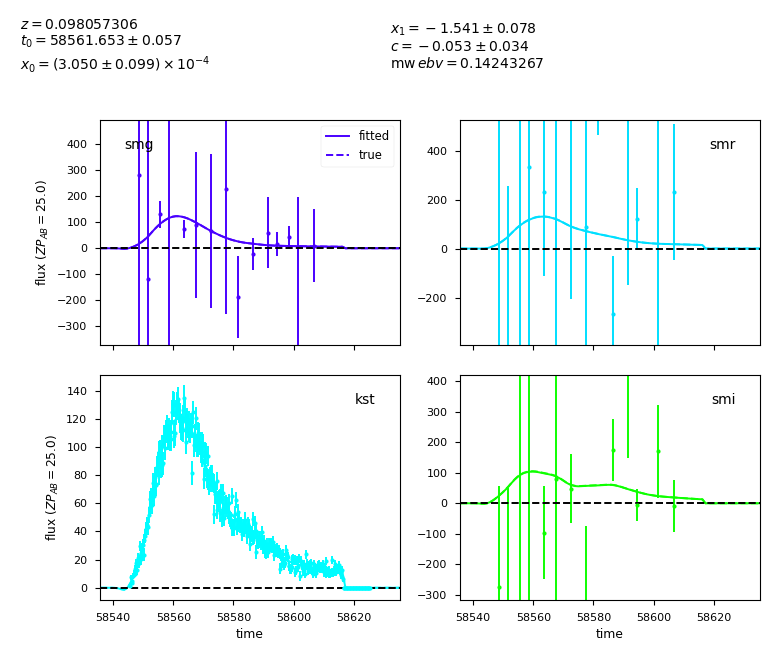 z = 0.098057306
t₀ = 58561.653 ± 0.057
x₀ = (3.050 ± 0.099) × 10⁻⁴
x₁ = −1.541 ± 0.078
c = −0.053 ± 0.034
mw ebv = 0.14243267
smg
fitted
true
400
300
200
100
0
−100
−200
−300
flux (ZP_AB = 25.0)
smr
400
200
0
−200
kst
140
120
100
80
60
40
20
0
flux (ZP_AB = 25.0)
58540 58560 58580 58600 58620
time
smi
400
300
200
100
0
−100
−200
−300
58540 58560 58580 58600 58620
time